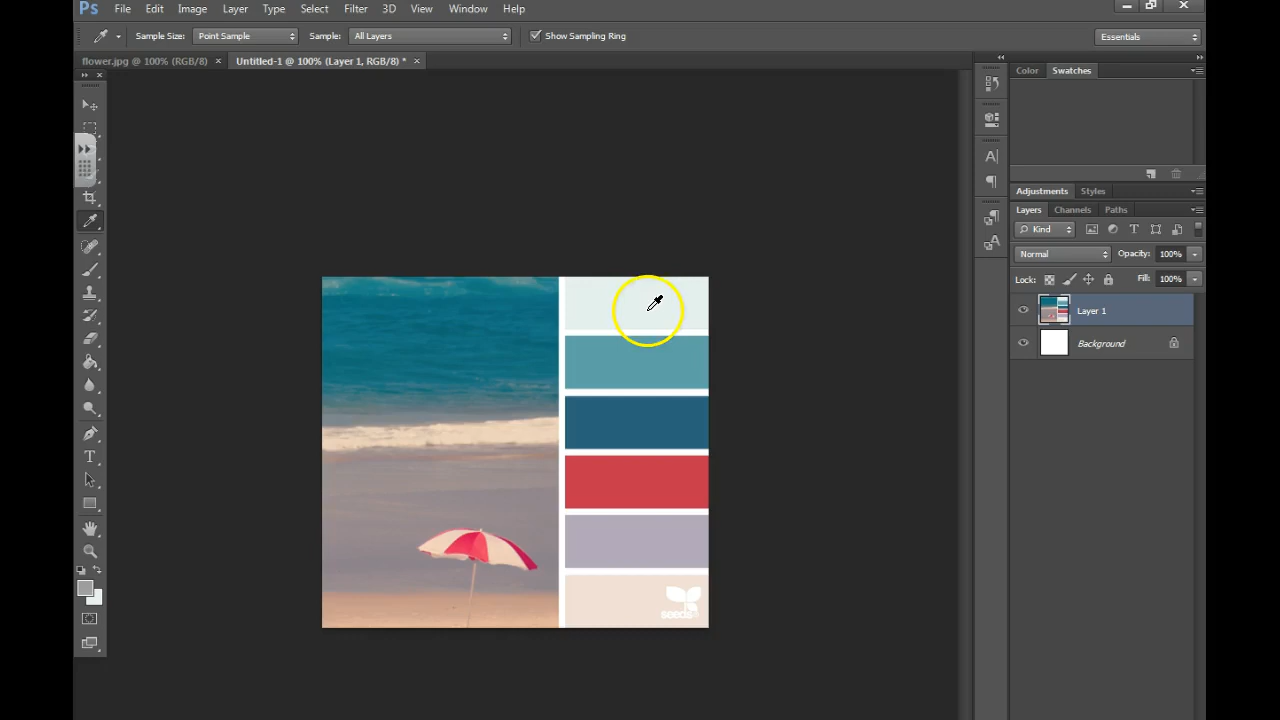 Ps File Edit Image Layer Type Select Filter 3D View Window Help
Sample Size: Point Sample Sample: All Layers Show Sampling Ring Essentials
flower.jpg @ 100% (RGB/8) × Untitled-1 @ 100% (Layer 1, RGB/8) * ×
Color Swatches
Adjustments Styles
Layers Channels Paths
Kind
Normal Opacity: 100%
Lock: Fill: 100%
Layer 1
Background
seeds